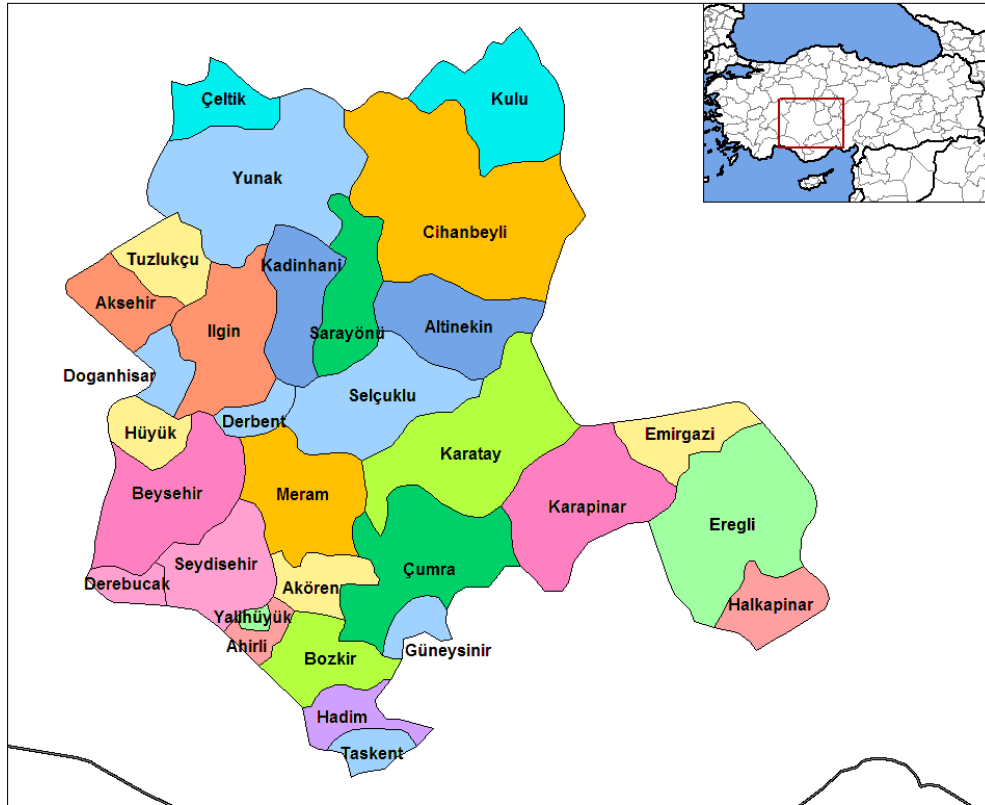 Çeltik
Kulu
Yunak
Cihanbeyli
Tuzlukçu
Kadinhani
Aksehir
Ilgin
Sarayönü
Altinekin
Doganhisar
Selçuklu
Derbent
Hüyük
Emirgazi
Karatay
Beysehir
Meram
Karapinar
Eregli
Seydisehir
Çumra
Derebucak
Akören
Halkapinar
Yalihüyük
Ahirli
Güneysinir
Bozkir
Hadim
Taskent